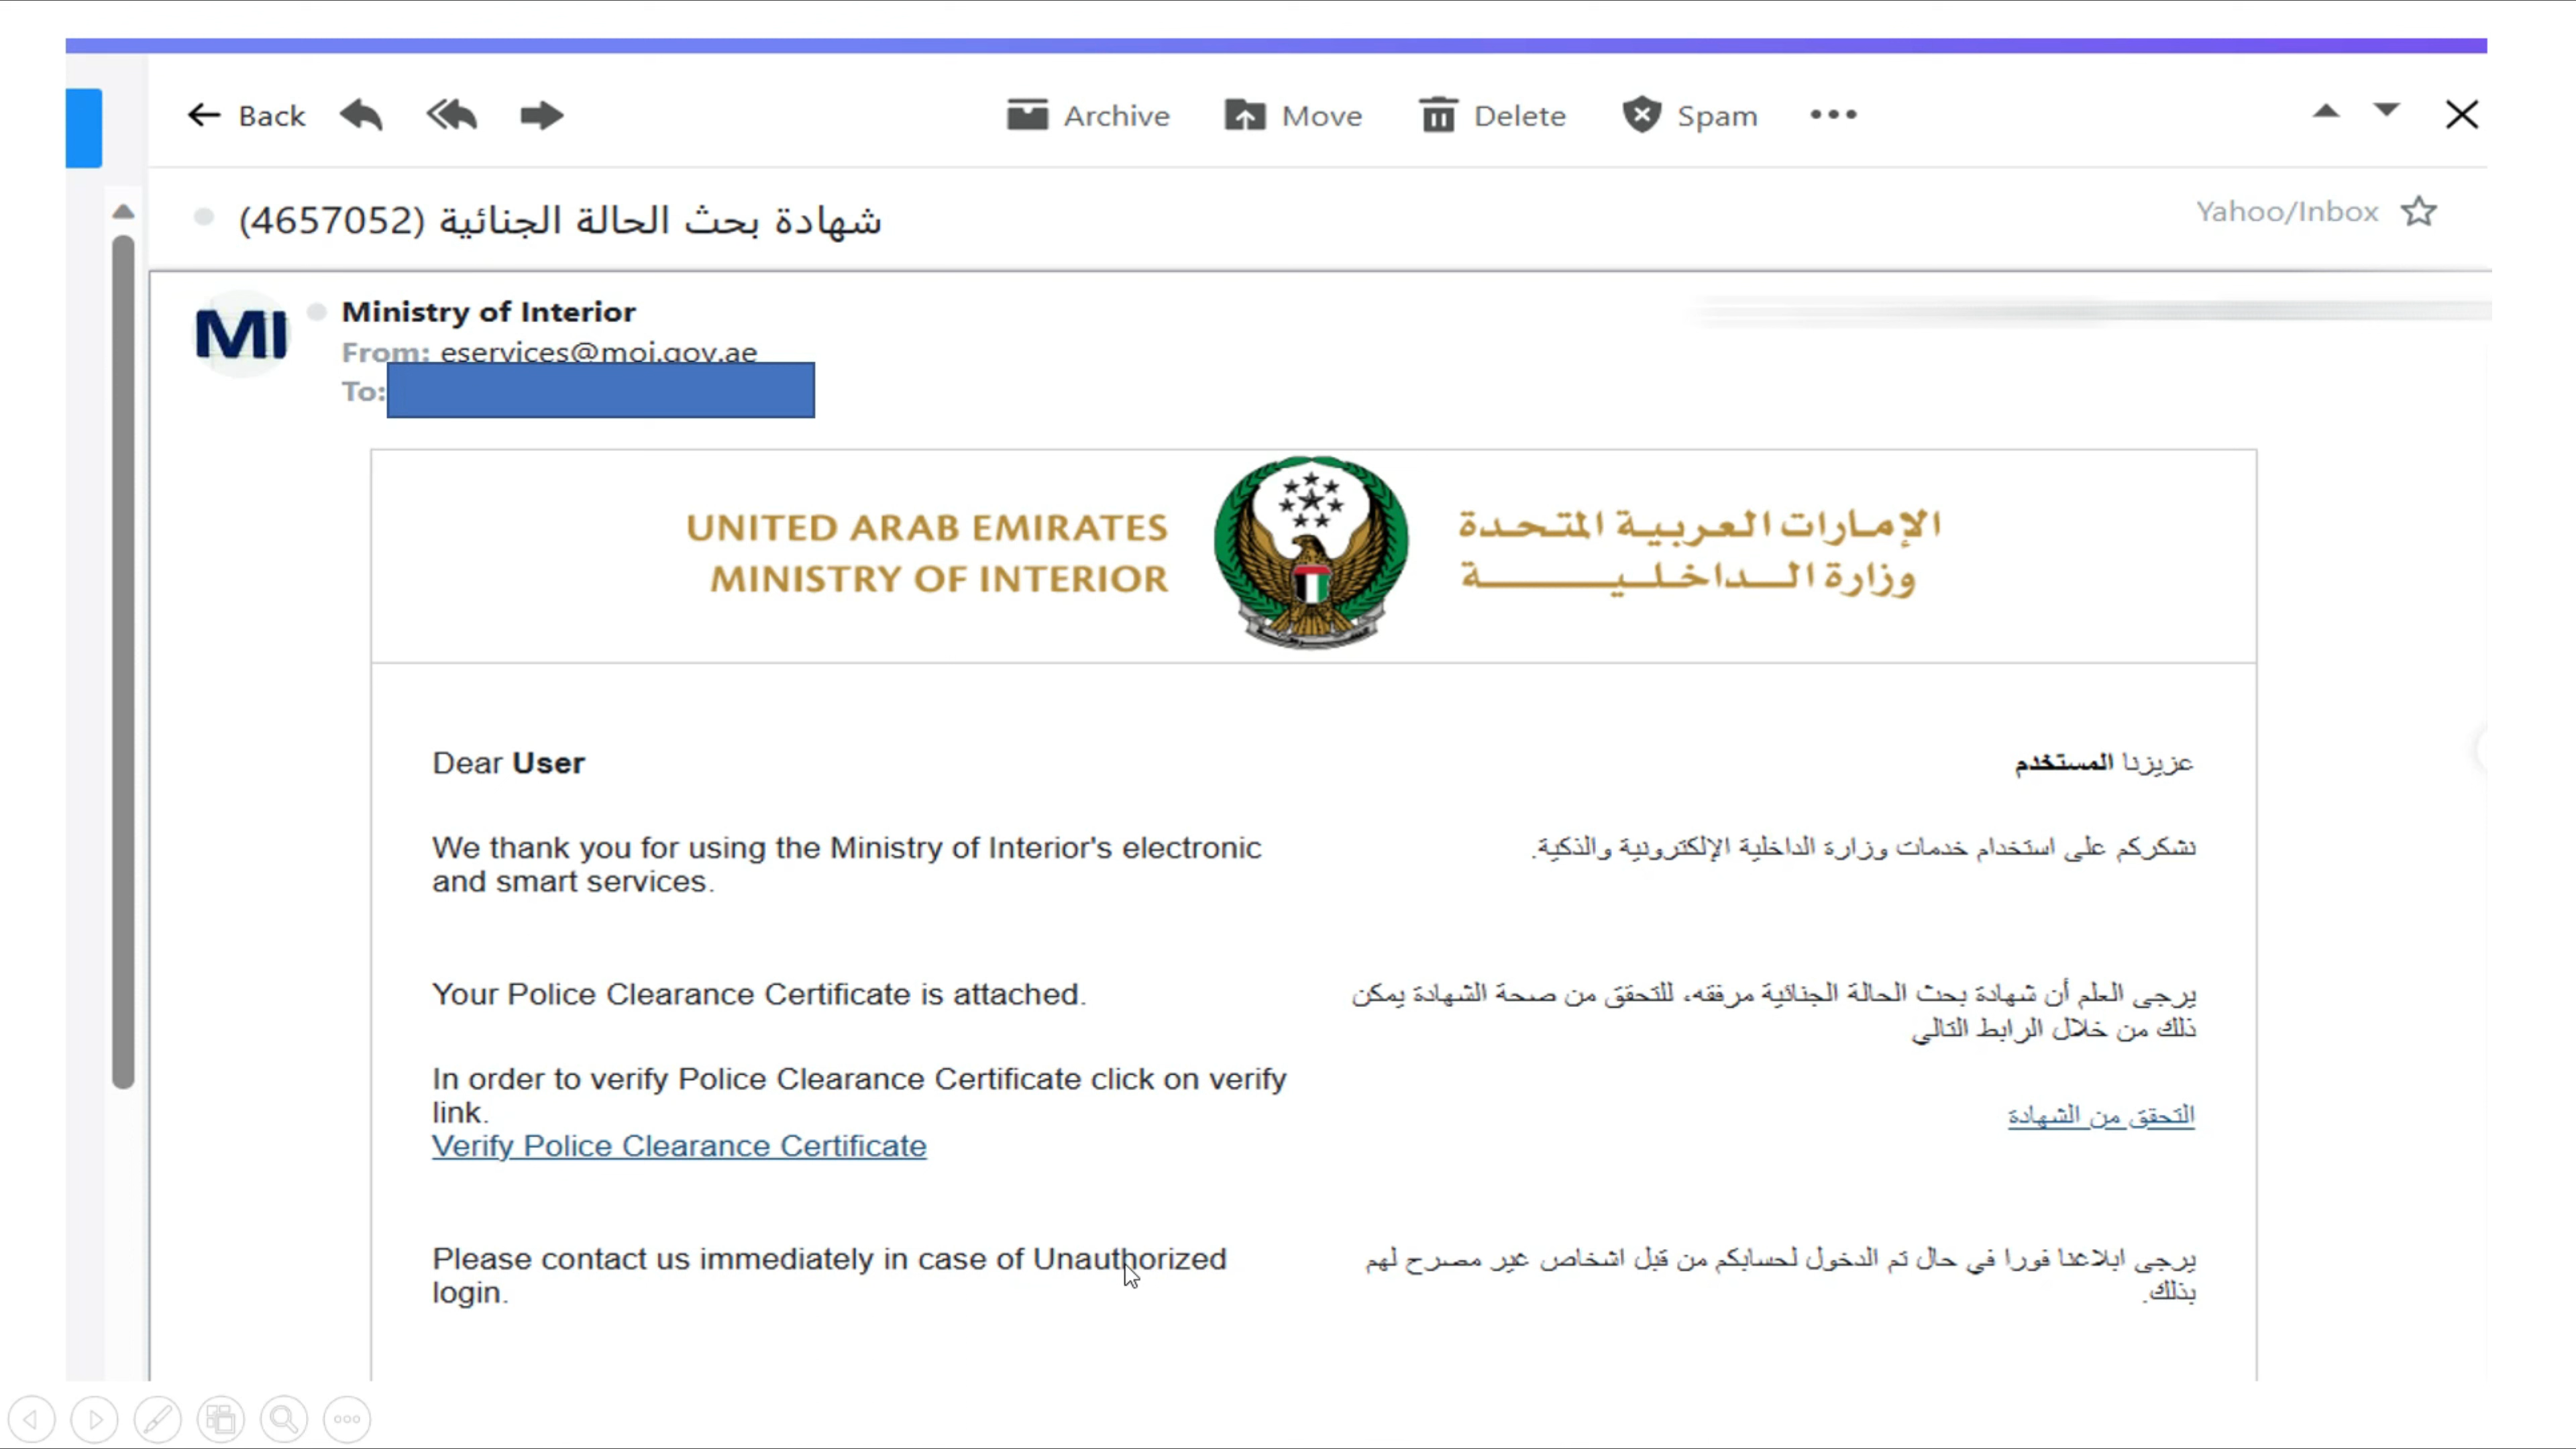 Back
Archive
Move
Delete
Spam
شهادة بحث الحالة الجنائية (4657052)
Yahoo/Inbox
MI
Ministry of Interior
From: eservices@moi.gov.ae
To:
UNITED ARAB EMIRATES
MINISTRY OF INTERIOR
الإمارات العربية المتحدة
وزارة الداخلية
Dear User
We thank you for using the Ministry of Interior's electronic
and smart services.
Your Police Clearance Certificate is attached.
In order to verify Police Clearance Certificate click on verify
link.
Verify Police Clearance Certificate
Please contact us immediately in case of Unauthorized
login.
عزيزنا المستخدم
نشكركم على استخدام خدمات وزارة الداخلية الإلكترونية والذكية.
يرجى العلم أن شهادة بحث الحالة الجنائية مرفقه، للتحقق من صحة الشهادة يمكن
ذلك من خلال الرابط التالي
التحقق من الشهادة
يرجى ابلاغنا فورا في حال تم الدخول لحسابكم من قبل اشخاص غير مصرح لهم
بذلك.